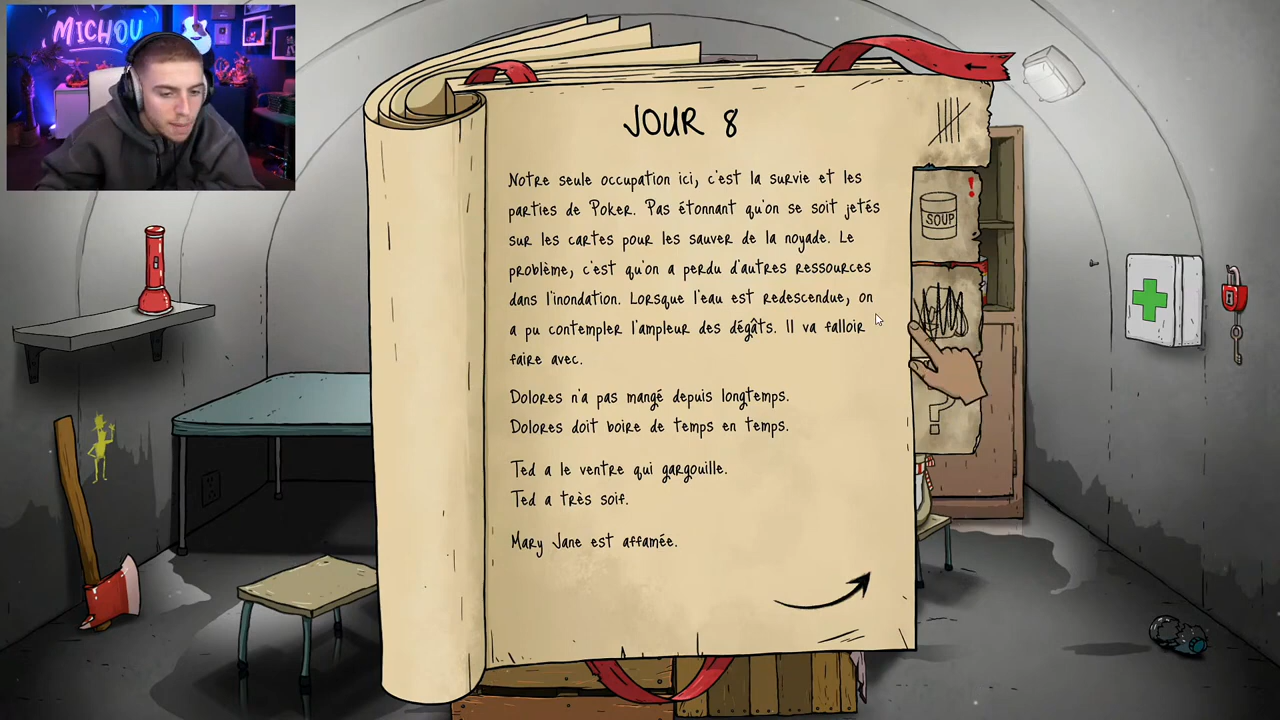 MICHOU
JOUR 8
Notre seule occupation ici, c'est la survie et les
parties de Poker. Pas étonnant qu'on se soit jetés
sur les cartes pour les sauver de la noyade. Le
problème, c'est qu'on a perdu d'autres ressources
dans l'inondation. Lorsque l'eau est redescendue, on
a pu contempler l'ampleur des dégâts. Il va falloir
faire avec.
Dolores n'a pas mangé depuis longtemps.
Dolores doit boire de temps en temps.
Ted a le ventre qui gargouille.
Ted a très soif.
Mary Jane est affamée.
!
SOUP
?